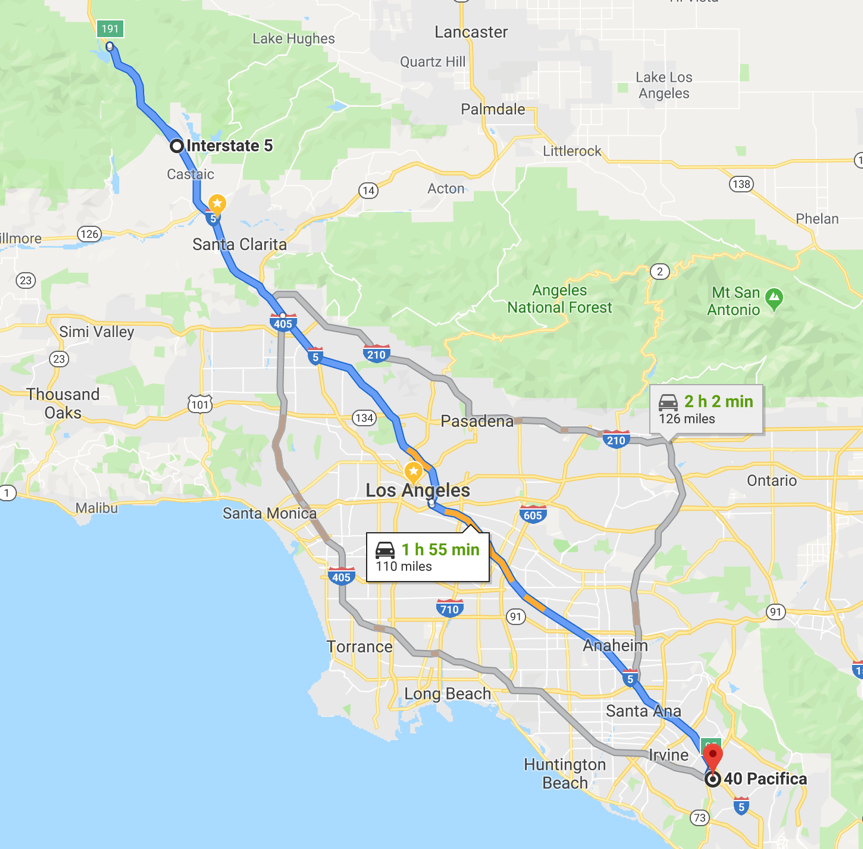 191
Lake Hughes
Lancaster
Quartz Hill
Lake Los
Angeles
Palmdale
Interstate 5
Littlerock
Castaic
14
Acton
138
5
126
Phelan
Santa Clarita
23
2
Angeles
National Forest
Mt San
Antonio
405
Simi Valley
5
210
23
Thousand
Oaks
101
134
Pasadena
2 h 2 min
126 miles
210
Los Angeles
Ontario
1
Malibu
Santa Monica
605
1 h 55 min
110 miles
405
710
91
91
Torrance
Anaheim
5
Long Beach
Santa Ana
Irvine
Huntington
Beach
40 Pacifica
5
73